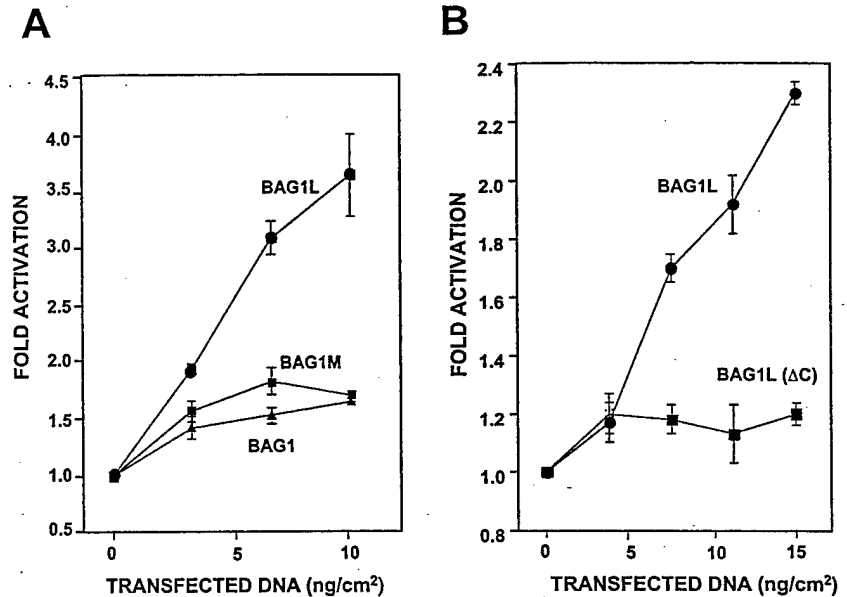 A
4.5
4.0
3.5
3.0
2.5
2.0
1.5
1.0
0.5
FOLD ACTIVATION
BAG1L
BAG1M
BAG1
0 5 10
TRANSFECTED DNA (ng/cm²)
B
2.4
2.2
2.0
1.8
1.6
1.4
1.2
1.0
0.8
FOLD ACTIVATION
BAG1L
BAG1L (ΔC)
0 5 10 15
TRANSFECTED DNA (ng/cm²)